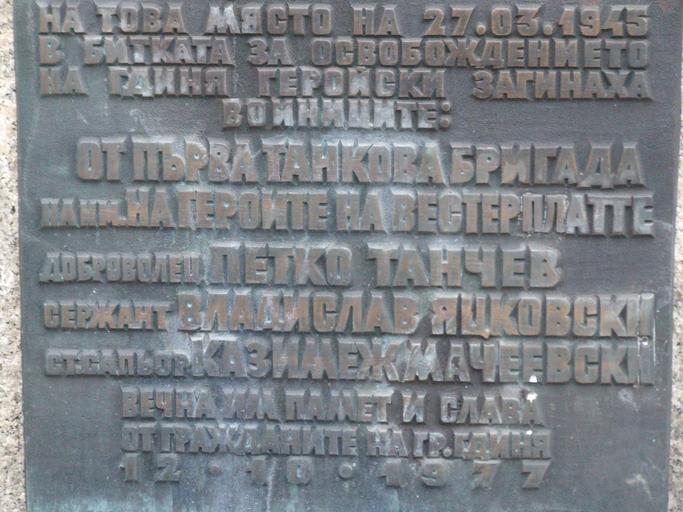 НА ТОВА МЯСТО НА 27.03.1945
В БИТКАТА ЗА ОСВОБОЖДЕНИЕТО
НА ГДИНЯ ГЕРОЙСКИ ЗАГИНАХА
ВОЙНИЦИТЕ:
ОТ ПЪРВА ТАНКОВА БРИГАДА
НА ИМ. НА ГЕРОИТЕ НА ВЕСТЕРПЛАТТЕ
ДОБРОВОЛЕЦ ПЕТКО ТАНЧЕВ
СЕРЖАНТ ВЛАДИСЛАВ ЯЦКОВСКИ
СТ. САПЬОР КАЗИМЕЖ МАЧЕЕВСКИ
ВЕЧНА ИМ ПАМЕТ И СЛАВА
ОТ ГРАЖДАНИТЕ НА ГР. ГДИНЯ
12·10·1977